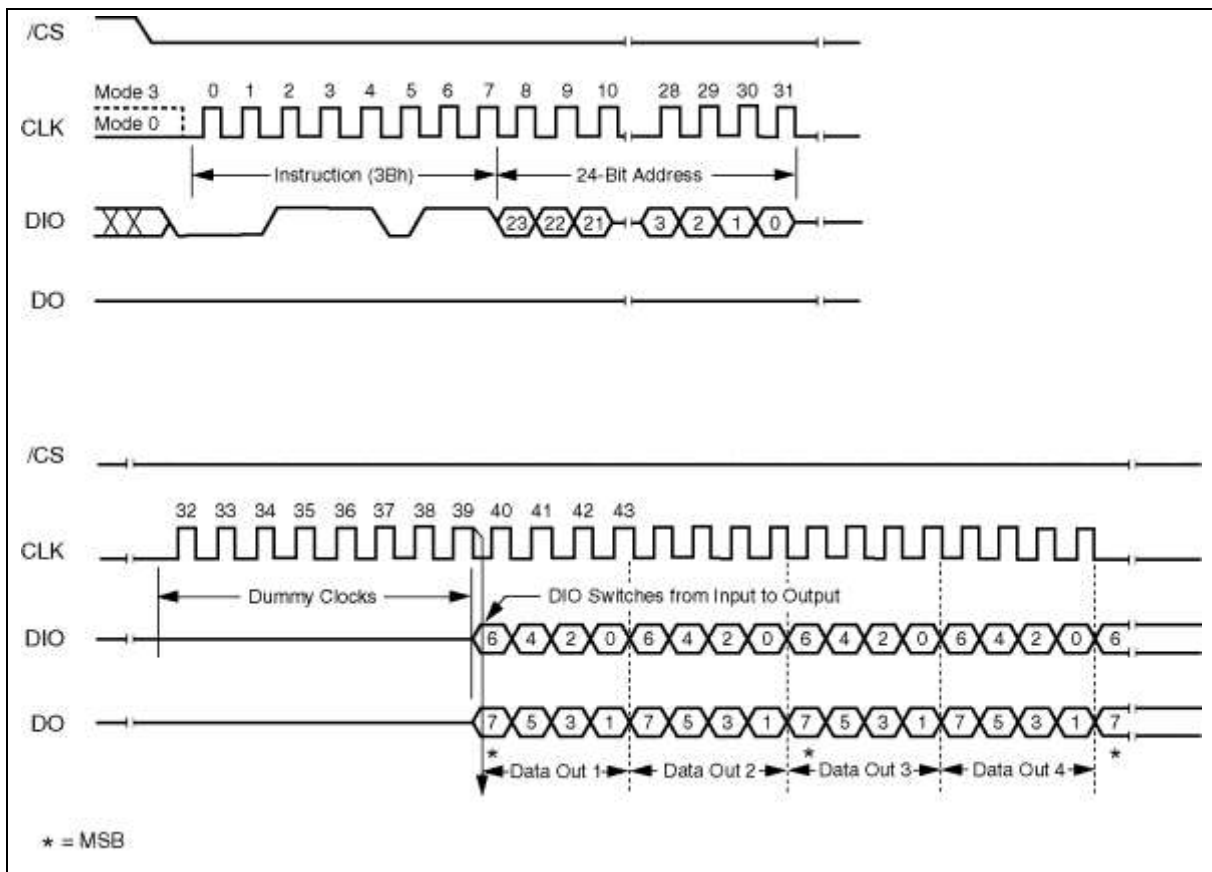 /CS
Mode 3 0 1 2 3 4 5 6 7 8 9 10 28 29 30 31
CLK Mode 0
Instruction (3Bh) 24-Bit Address
DIO 23 22 21 3 2 1 0
DO
/CS
32 33 34 35 36 37 38 39 40 41 42 43
CLK
Dummy Clocks DIO Switches from Input to Output
DIO 6 4 2 0 6 4 2 0 6 4 2 0 6 4 2 0 6
DO 7 5 3 1 7 5 3 1 7 5 3 1 7 5 3 1 7
* * *
Data Out 1 Data Out 2 Data Out 3 Data Out 4
* = MSB